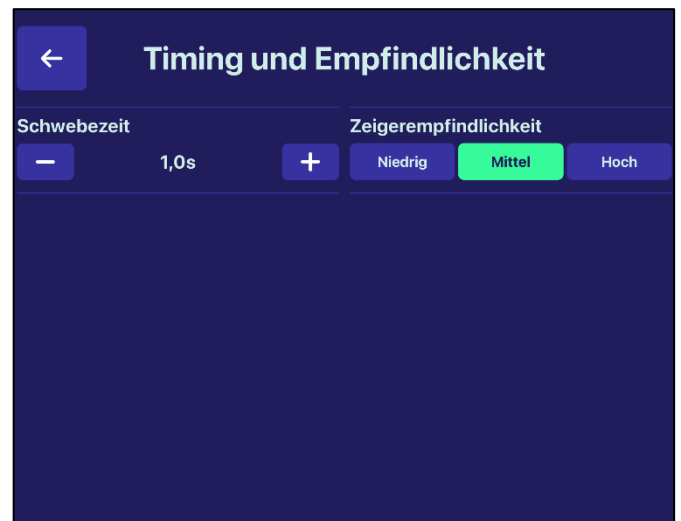 Timing und Empfindlichkeit
Schwebezeit
1,0s
Zeigerempfindlichkeit
Niedrig Mittel Hoch